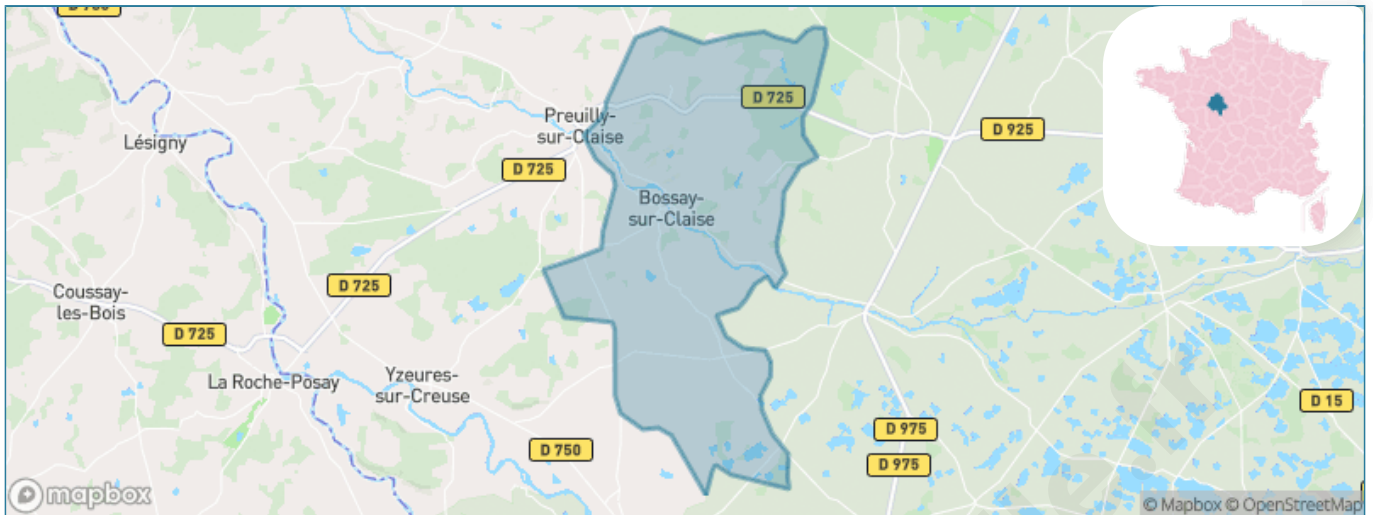 Preuilly-
sur-Claise
D 725
D 925
Lésigny
D 725
Bossay-
sur-Claise
D 725
Coussay-
les-Bois
D 725
La Roche-Posay
Yzeures-
sur-Creuse
D 15
D 975
D 750
D 975
mapbox
© Mapbox © OpenStreetMap